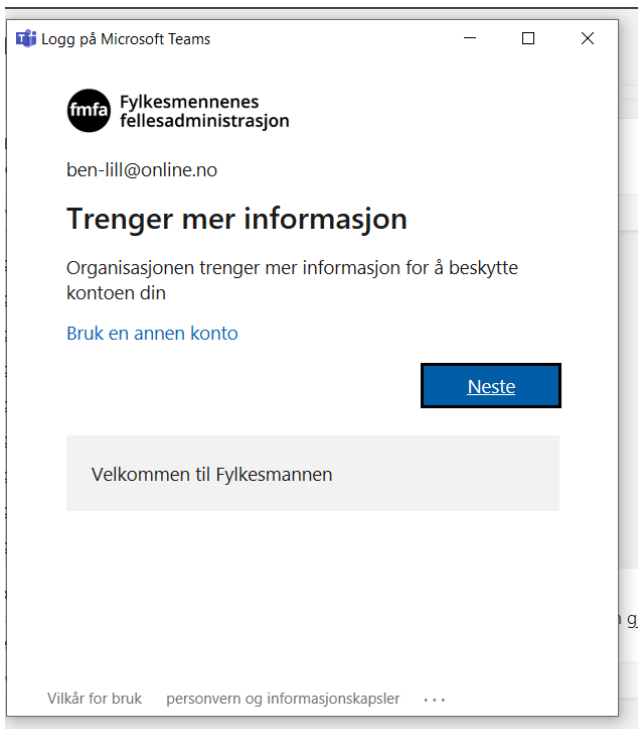 Logg på Microsoft Teams
fmfa
Fylkesmennenes
fellesadministrasjon
ben-lill@online.no
Trenger mer informasjon
Organisasjonen trenger mer informasjon for å beskytte
kontoen din
Bruk en annen konto
Neste
Velkommen til Fylkesmannen
Vilkår for bruk personvern og informasjonskapsler ...